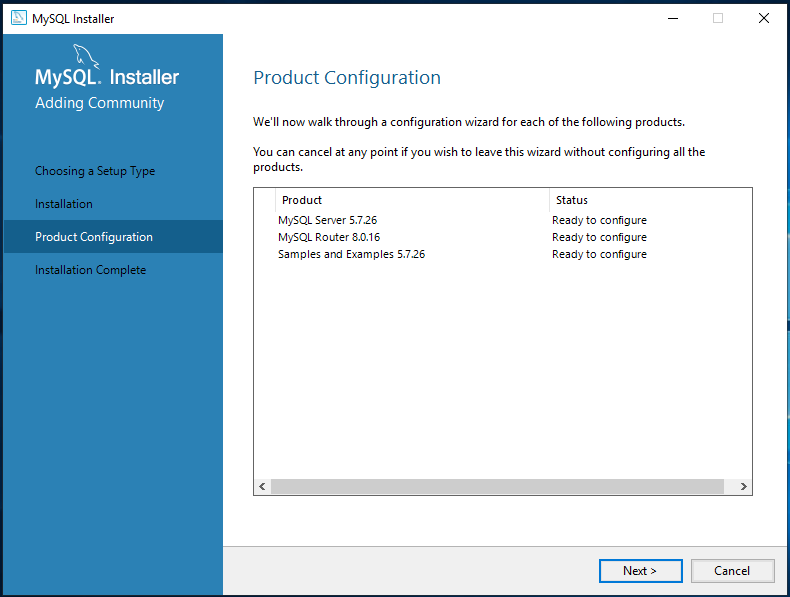 MySQL Installer
MySQL. Installer
Adding Community
Choosing a Setup Type
Installation
Product Configuration
Installation Complete
Product Configuration
We'll now walk through a configuration wizard for each of the following products.
You can cancel at any point if you wish to leave this wizard without configuring all the
products.
Product Status
MySQL Server 5.7.26 Ready to configure
MySQL Router 8.0.16 Ready to configure
Samples and Examples 5.7.26 Ready to configure
Next > Cancel